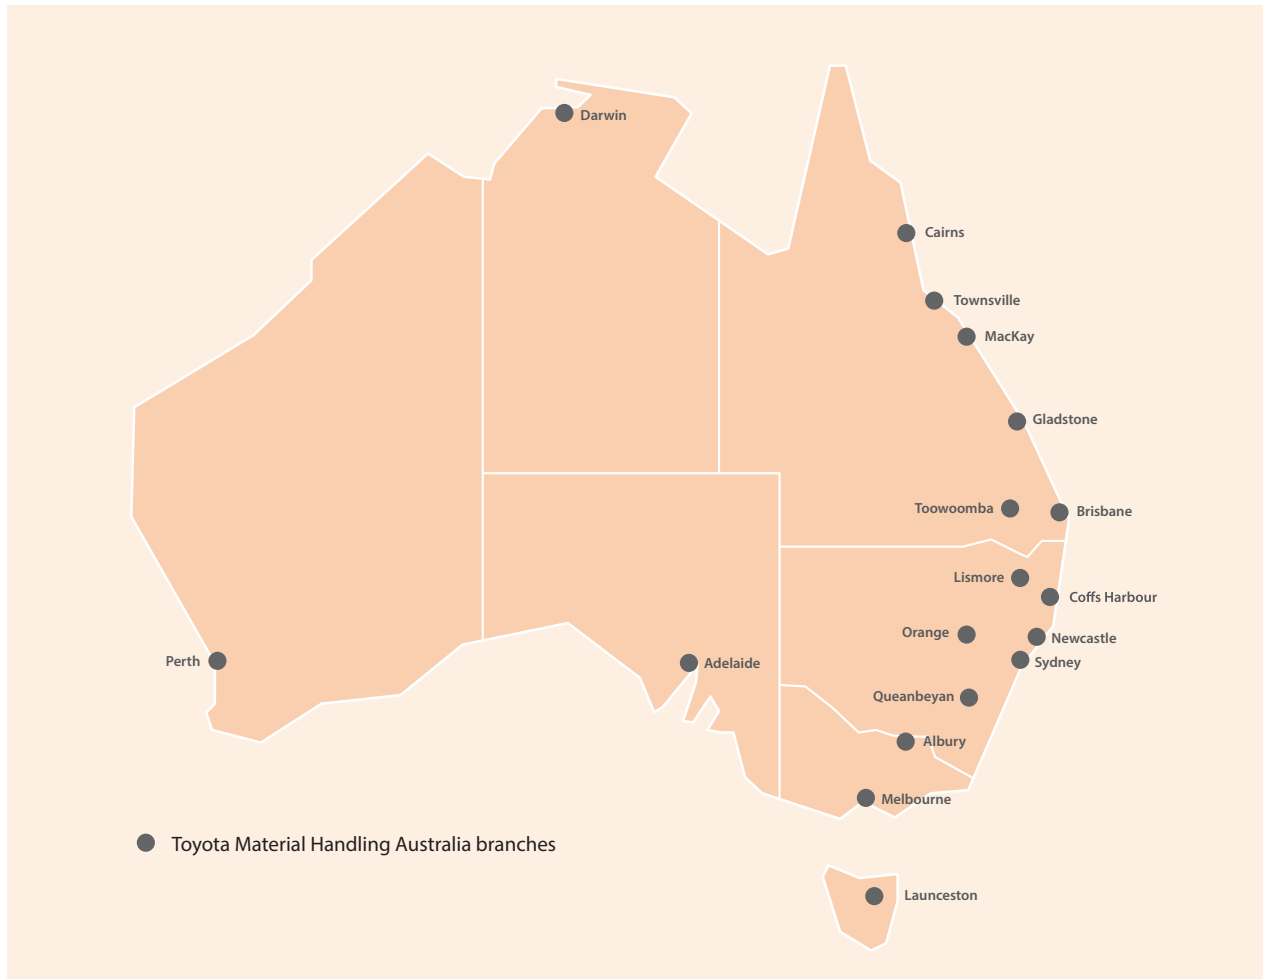 Darwin
Cairns
Townsville
MacKay
Gladstone
Toowoomba
Brisbane
Lismore
Coffs Harbour
Orange
Newcastle
Perth
Adelaide
Sydney
Queanbeyan
Albury
Melbourne
Toyota Material Handling Australia branches
Launceston